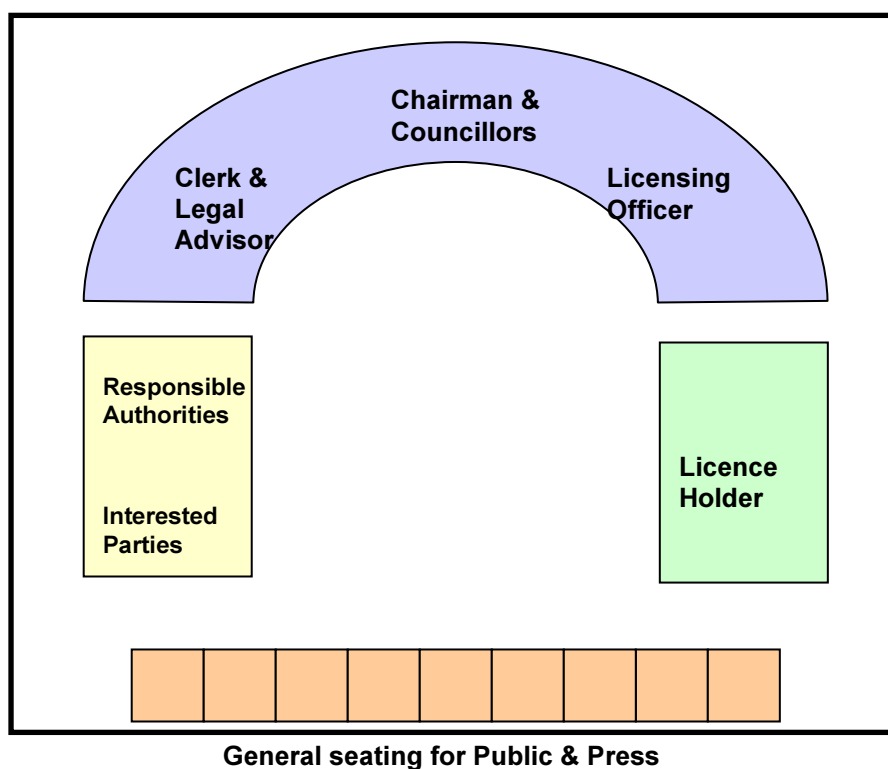 Chairman &
Councillors
Clerk &
Legal
Advisor
Licensing
Officer
Responsible
Authorities
Interested
Parties
Licence
Holder
General seating for Public & Press